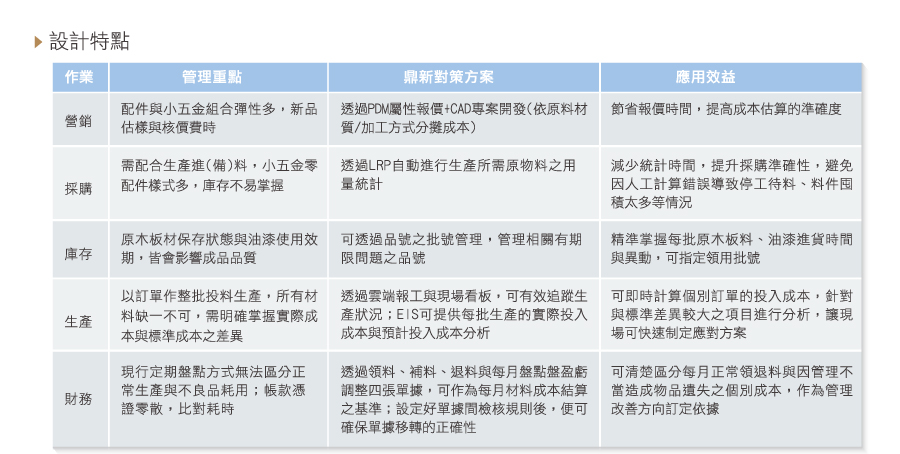 設計特點
作業 管理重點 鼎新對策方案 應用效益
營銷
配件與小五金組合彈性多，新品
估樣與核價費時
透過PDM屬性報價+CAD專案開發(依原料材
質/加工方式分攤成本)
節省報價時間，提高成本估算的準確度
採購
需配合生產進(備)料，小五金零
配件樣式多，庫存不易掌握
透過LRP自動進行生產所需原物料之用
量統計
減少統計時間，提升採購準確性，避免
因人工計算錯誤導致停工待料、料件囤
積太多等情況
庫存
原木板材保存狀態與油漆使用效
期，皆會影響成品品質
可透過品號之批號管理，管理相關有期
限問題之品號
精準掌握每批原木板料、油漆進貨時間
與異動，可指定領用批號
生產
以訂單作整批投料生產，所有材
料缺一不可，需明確掌握實際成
本與標準成本之差異
透過雲端報工與現場看板，可有效追蹤生
產狀況；EIS可提供每批生產的實際投入
成本與預計投入成本分析
可即時計算個別訂單的投入成本，針對
與標準差異較大之項目進行分析，讓現
場可快速制定應對方案
財務
現行定期盤點方式無法區分正
常生產與不良品耗用；帳款憑
證零散，比對耗時
透過領料、補料、退料與每月盤點盤盈虧
調整四張單據，可作為每月材料成本結算
之基準；設定好單據間檢核規則後，便可
確保單據移轉的正確性
可清楚區分每月正常領退料與因管理不
當造成物品遺失之個別成本，作為管理
改善方向訂定依據